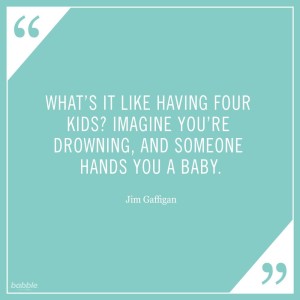 “
WHAT'S IT LIKE HAVING FOUR
KIDS? IMAGINE YOU'RE
DROWNING, AND SOMEONE
HANDS YOU A BABY.
Jim Gaffigan
babble
”